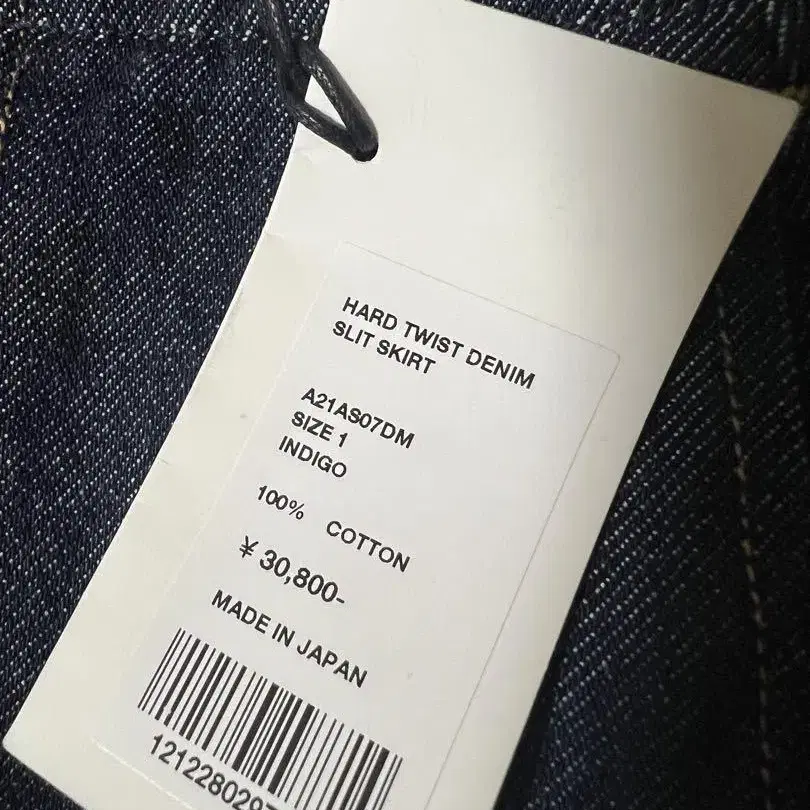 HARD TWIST DENIM
SLIT SKIRT
A21AS07DM
SIZE 1
INDIGO
100% COTTON
¥ 30,800-
MADE IN JAPAN